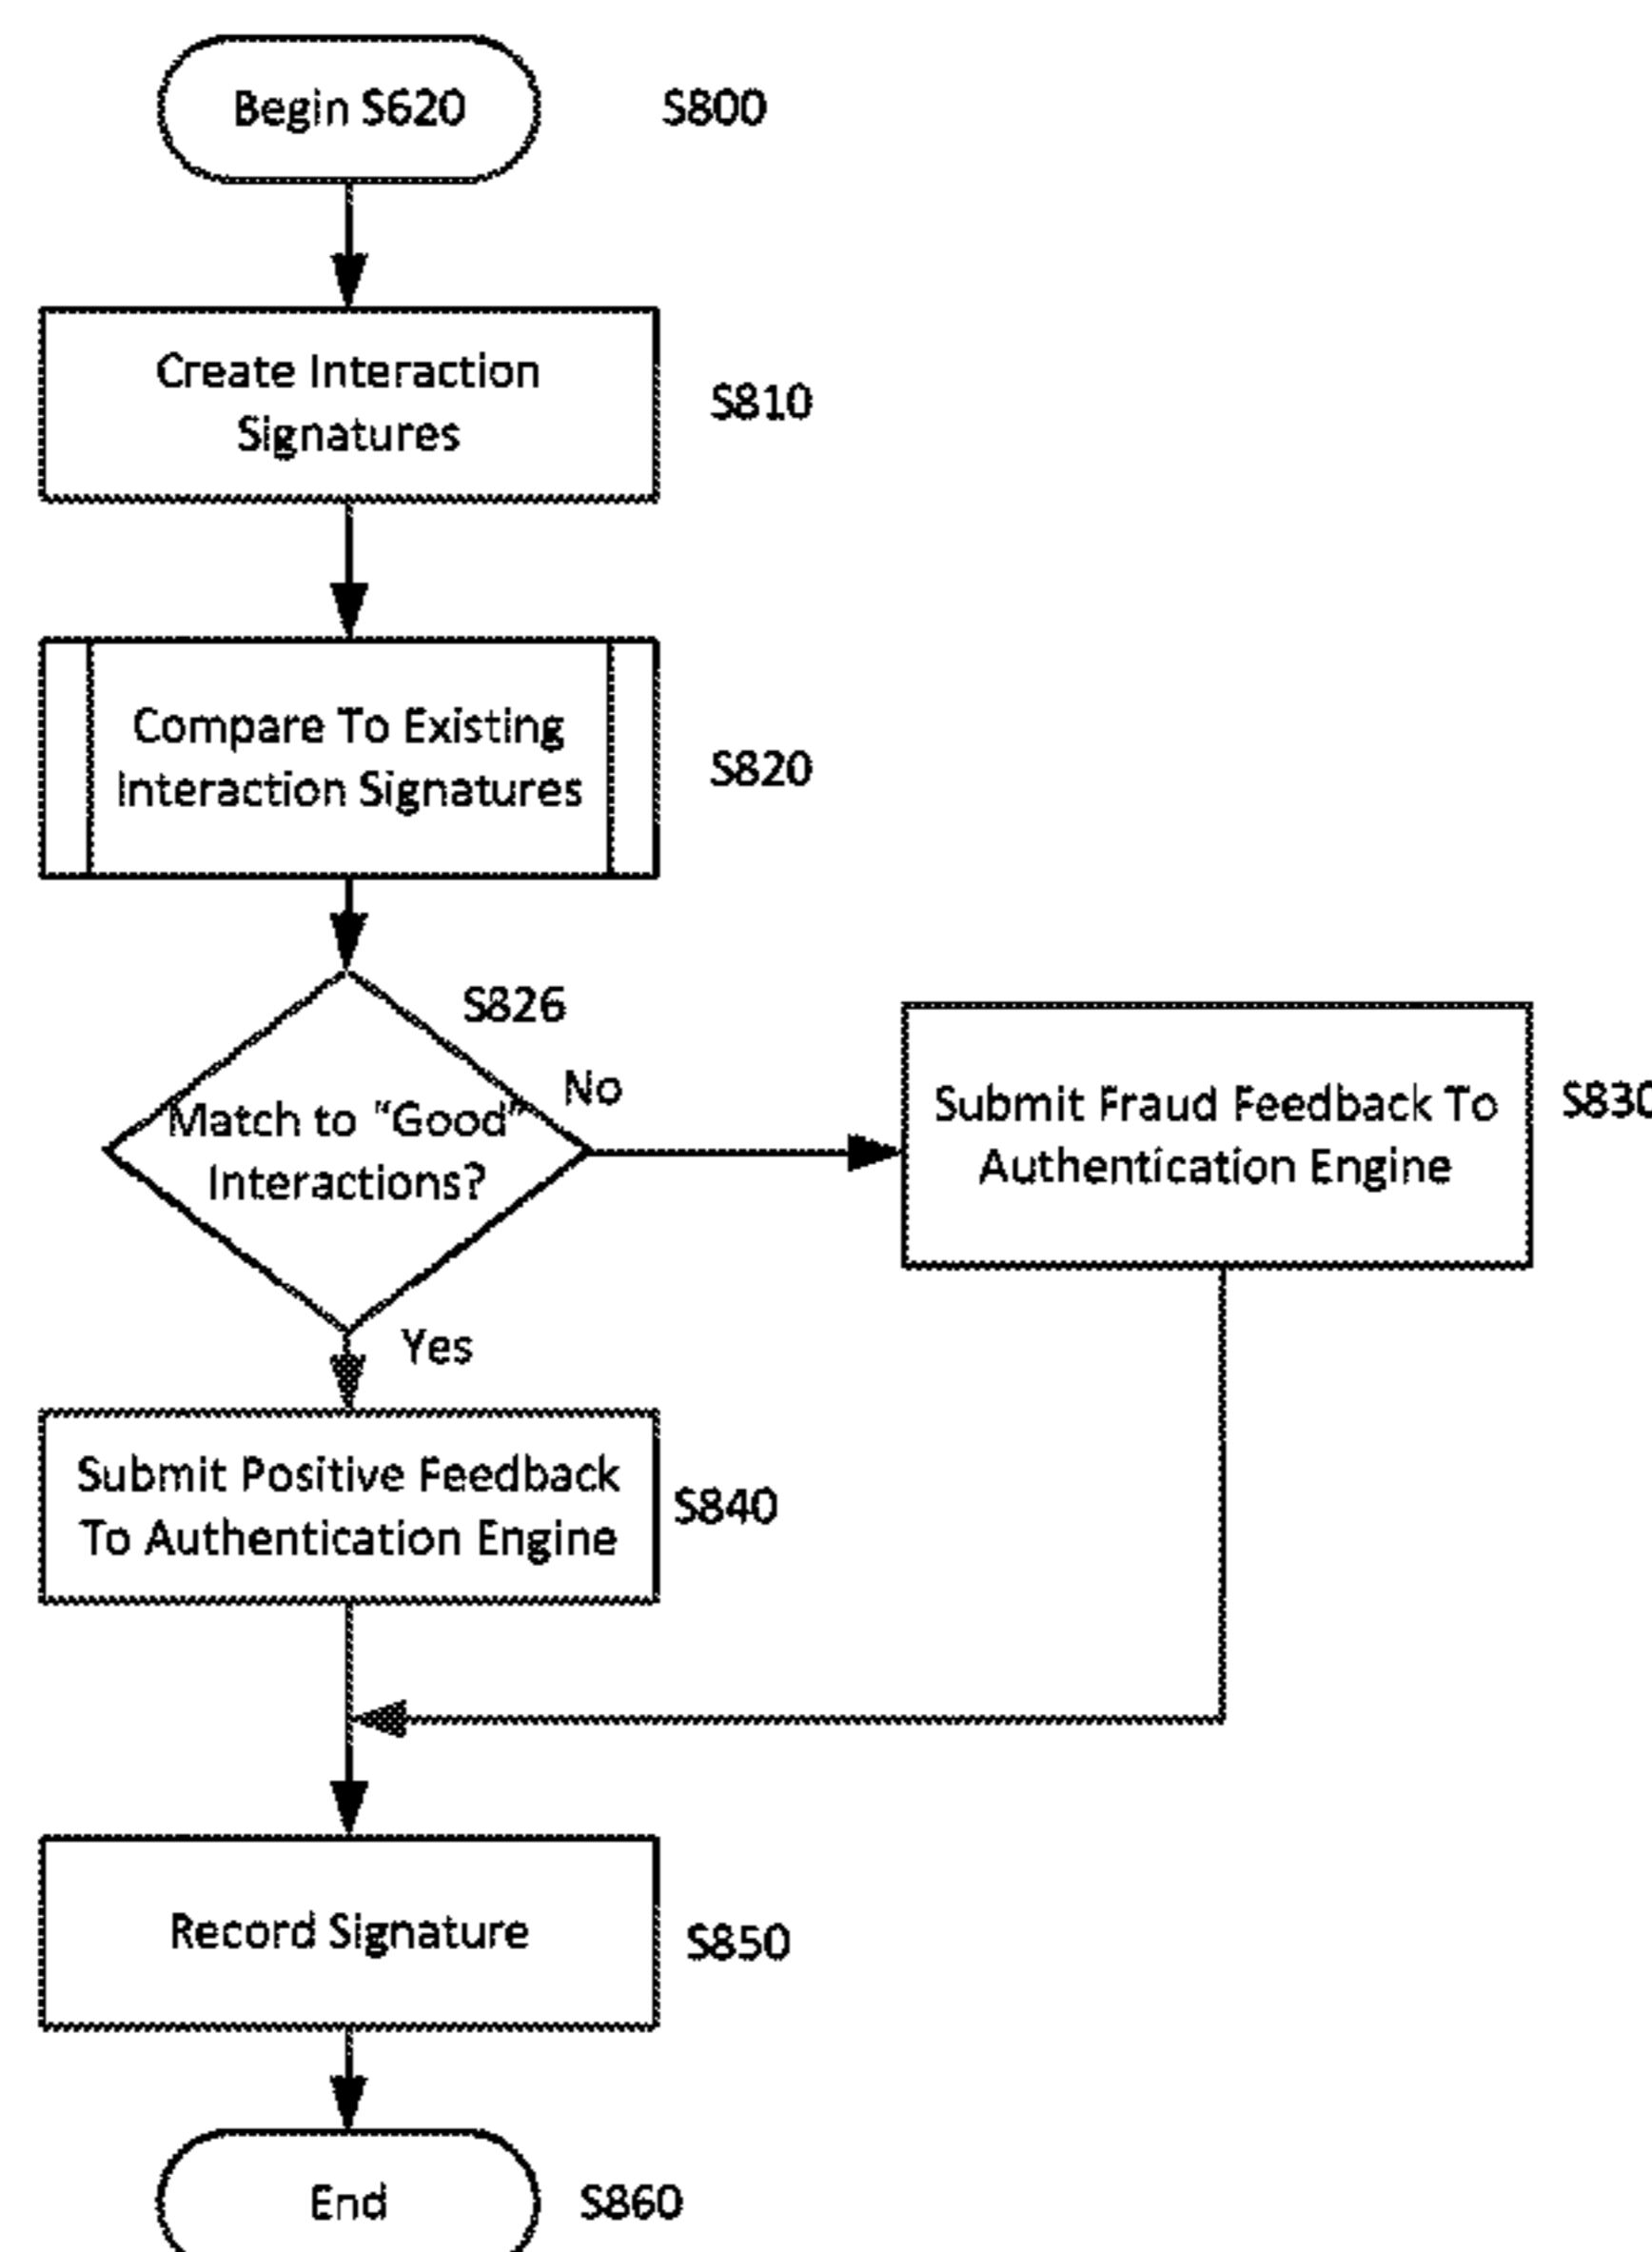 Begin S620
S800
Create Interaction
Signatures
S810
Compare To Existing
Interaction Signatures
S820
S826
Match to "Good"
Interactions?
No
Submit Fraud Feedback To
Authentication Engine
S830
Yes
Submit Positive Feedback
To Authentication Engine
S840
Record Signature
S850
End
S860